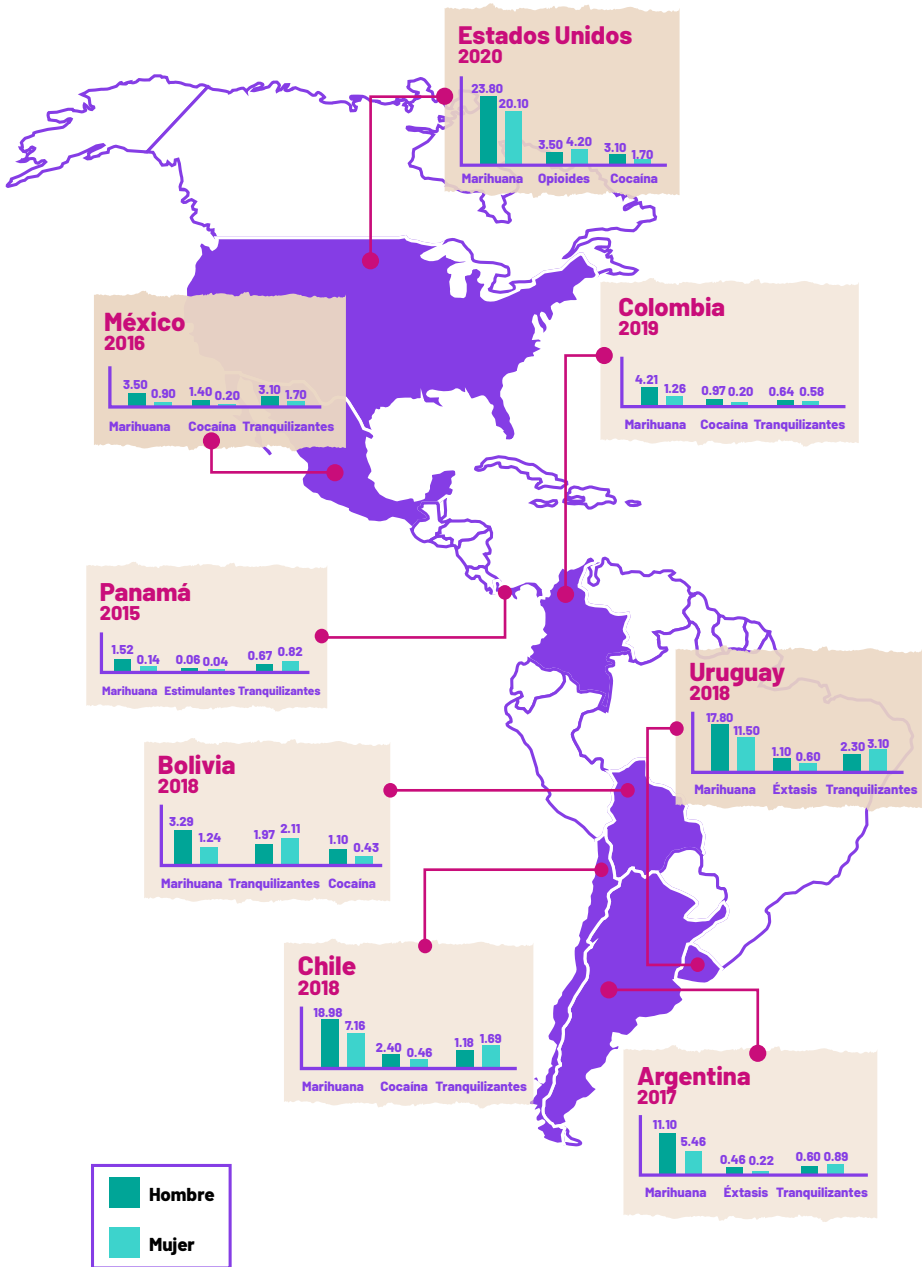 Estados Unidos
2020
23.80 20.10 3.50 4.20 3.10 1.70
Marihuana Opioides Cocaína
México
2016
3.50 0.90 1.40 0.20 3.10 1.70
Marihuana Cocaína Tranquilizantes
Colombia
2019
4.21 1.26 0.97 0.20 0.64 0.58
Marihuana Cocaína Tranquilizantes
Panamá
2015
1.52 0.14 0.06 0.04 0.67 0.82
Marihuana Estimulantes Tranquilizantes
Uruguay
2018
17.80 11.50 1.10 0.60 2.30 3.10
Marihuana Éxtasis Tranquilizantes
Bolivia
2018
3.29 1.24 1.97 2.11 1.10 0.43
Marihuana Tranquilizantes Cocaína
Chile
2018
18.98 7.16 2.40 0.46 1.18 1.69
Marihuana Cocaína Tranquilizantes
Argentina
2017
11.10 5.46 0.46 0.22 0.60 0.89
Marihuana Éxtasis Tranquilizantes
Hombre
Mujer